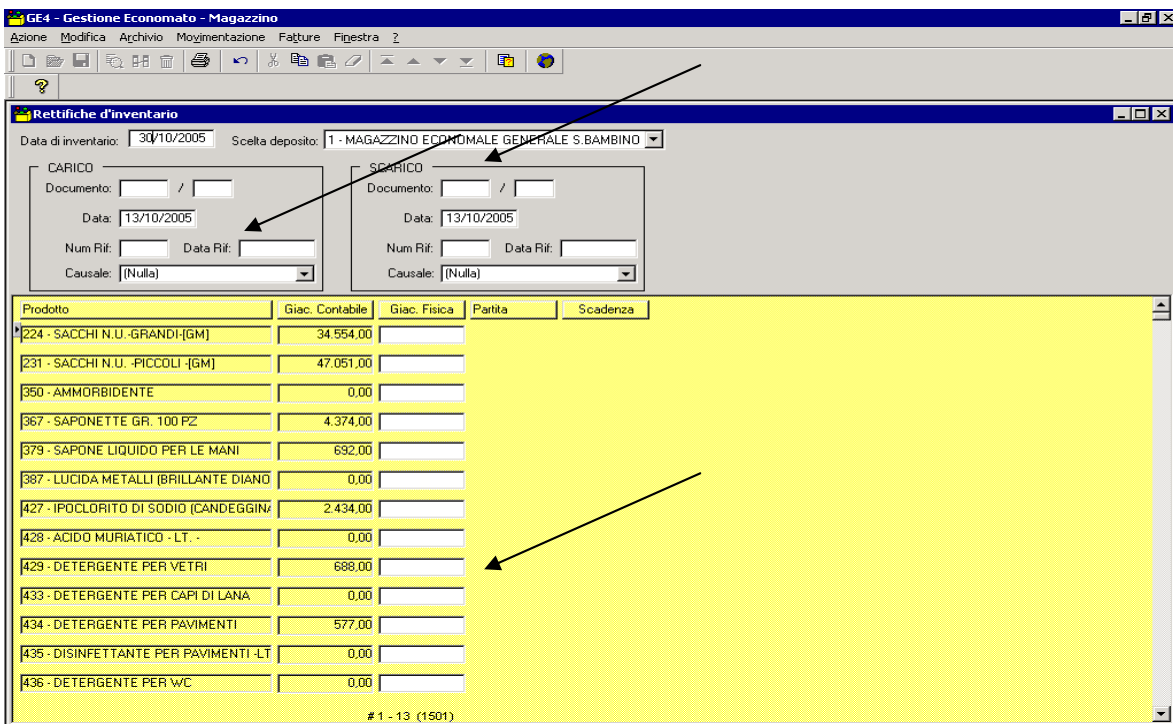 GE4 - Gestione Economato - Magazzino
Azione Modifica Archivio Movimentazione Fatture Finestra ?
Rettifiche d'inventario
Data di inventario: 30/10/2005 Scelta deposito: 1 - MAGAZZINO ECONOMALE GENERALE S.BAMBINO
CARICO SCARICO
Documento: / Documento: /
Data: 13/10/2005 Data: 13/10/2005
Num Rif: Data Rif: Num Rif: Data Rif:
Causale: (Nulla) Causale: (Nulla)
Prodotto Giac. Contabile Giac. Fisica Partita Scadenza
224 - SACCHI N.U.-GRANDI-[GM] 34.554,00
231 - SACCHI N.U. -PICCOLI -[GM] 47.051,00
350 - AMMORBIDENTE 0,00
367 - SAPONETTE GR. 100 PZ 4.374,00
379 - SAPONE LIQUIDO PER LE MANI 692,00
387 - LUCIDA METALLI (BRILLANTE DIANO 0,00
427 - IPOCLORITO DI SODIO (CANDEGGINA 2.434,00
428 - ACIDO MURIATICO - LT. - 0,00
429 - DETERGENTE PER VETRI 688,00
433 - DETERGENTE PER CAPI DI LANA 0,00
434 - DETERGENTE PER PAVIMENTI 577,00
435 - DISINFETTANTE PER PAVIMENTI -LT 0,00
436 - DETERGENTE PER WC 0,00
# 1 - 13 (1501)